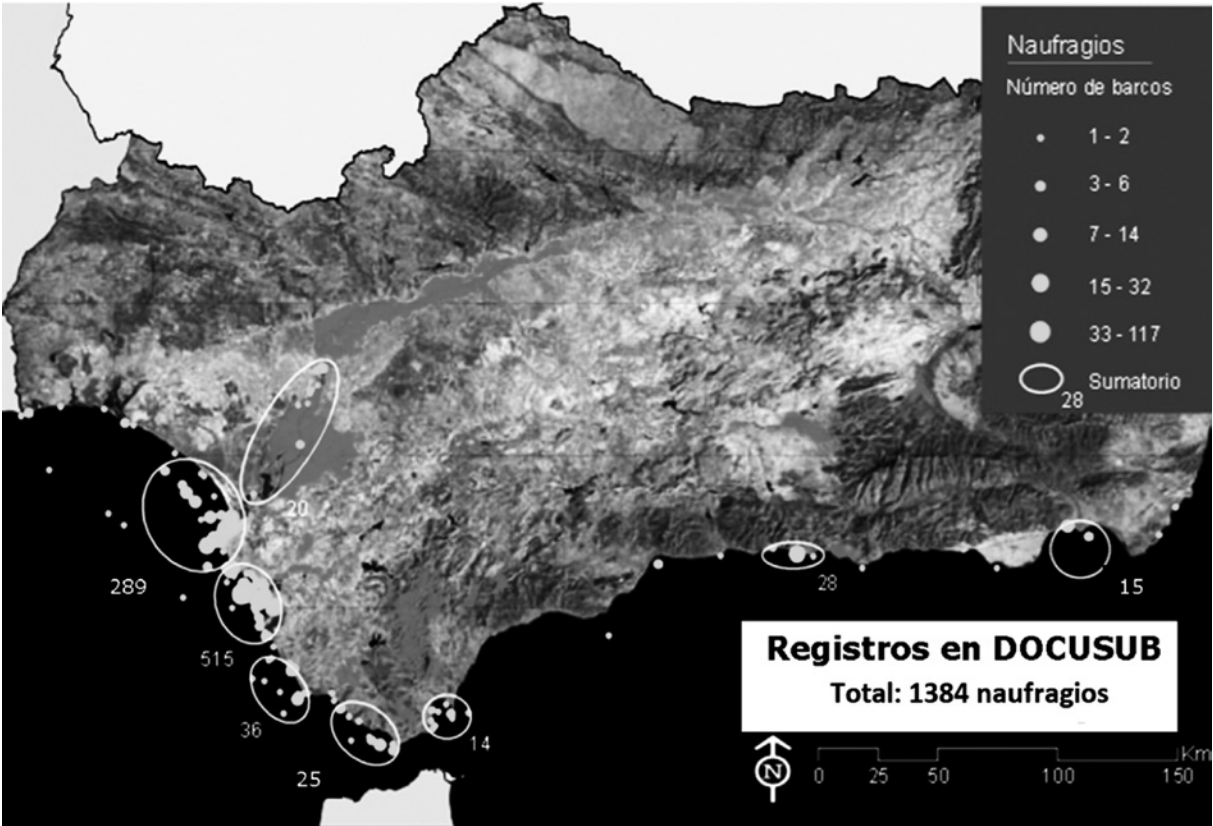 Naufragios
Número de barcos
1 - 2
3 - 6
7 - 14
15 - 32
33 - 117
28 Sumatorio
20
289
515
36
25
14
28
15
Registros en DOCUSUB
Total: 1384 naufragios
N
Km
0 25 50 100 150